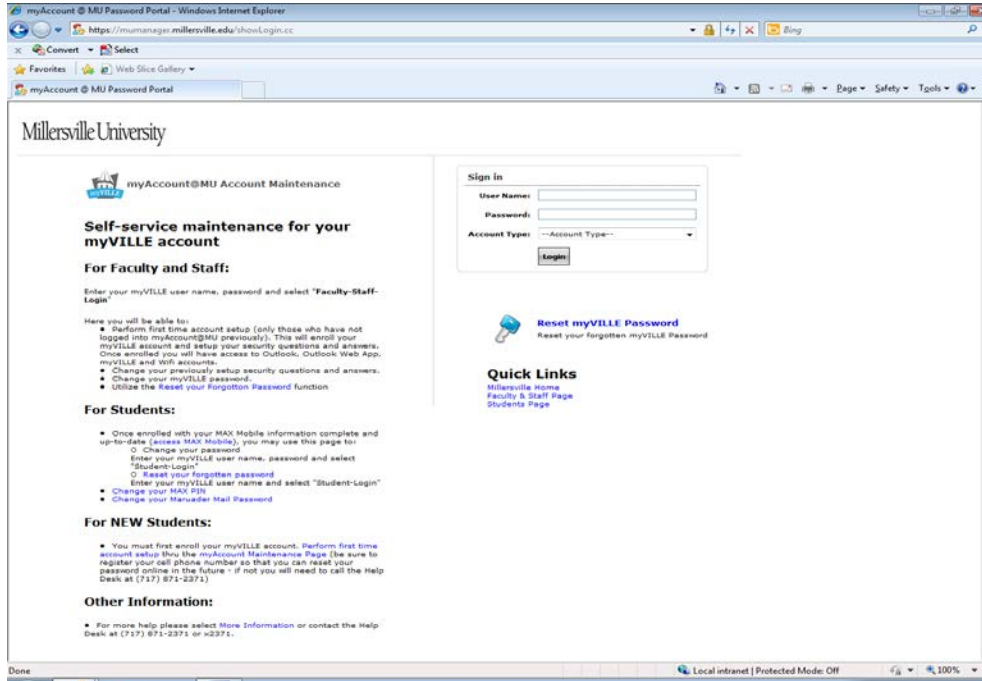 myAccount @ MU Password Portal - Windows Internet Explorer
https://mumanager.millersville.edu/showLogin.cc
Bing
x Convert Select
Favorites Web Slice Gallery
myAccount @ MU Password Portal
Page Safety Tools
Millersville University
myVILLE
myAccount@MU Account Maintenance
Self-service maintenance for your
myVILLE account
For Faculty and Staff:
Enter your myVILLE user name, password and select "Faculty-Staff-
Login"
Here you will be able to:
• Perform first time account setup (only those who have not
logged into myAccount@MU previously). This will enroll your
myVILLE account and setup your security questions and answers.
Once enrolled you will have access to Outlook, Outlook Web App,
myVILLE and Wifi accounts.
• Change your previously setup security questions and answers.
• Change your myVILLE password.
• Utilize the Reset your Forgotton Password function
For Students:
• Once enrolled with your MAX Mobile information complete and
up-to-date (access MAX Mobile), you may use this page to:
O Change your password
Enter your myVILLE user name, password and select
"Student-Login"
O Reset your forgotten password
Enter your myVILLE user name and select "Student-Login"
• Change your MAX PIN
• Change your Maruader Mail Password
For NEW Students:
• You must first enroll your myVILLE account. Perform first time
account setup thru the myAccount Maintenance Page (be sure to
register your cell phone number so that you can reset your
password online in the future - if not you will need to call the Help
Desk at (717) 871-2371)
Other Information:
• For more help please select More Information or contact the Help
Desk at (717) 871-2371 or x2371.
Sign in
User Name:
Password:
Account Type: --Account Type--
Login
Reset myVILLE Password
Reset your forgotten myVILLE Password
Quick Links
Millersville Home
Faculty & Staff Page
Students Page
Done
Local intranet | Protected Mode: Off
100%